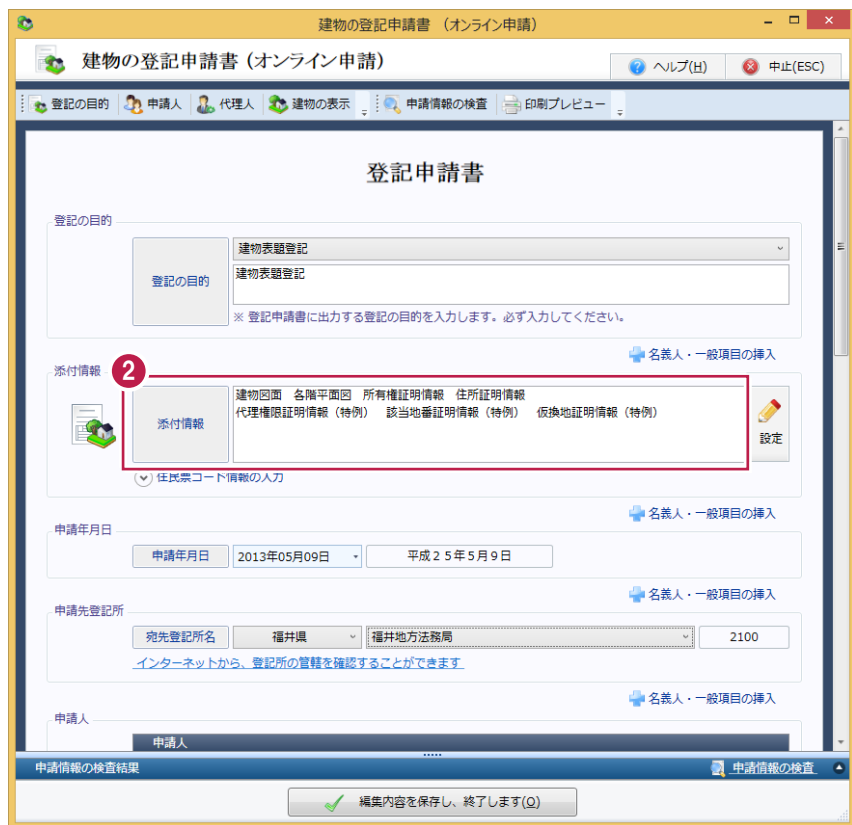 建物の登記申請書 （オンライン申請）
建物の登記申請書 (オンライン申請)
ヘルプ(H) 中止(ESC)
登記の目的 申請人 代理人 建物の表示 申請情報の検査 印刷プレビュー
登記申請書
登記の目的
建物表題登記
登記の目的
建物表題登記
※ 登記申請書に出力する登記の目的を入力します。必ず入力してください。
名義人・一般項目の挿入
添付情報
2
添付情報
建物図面 各階平面図 所有権証明情報 住所証明情報
代理権限証明情報（特例） 該当地番証明情報（特例） 仮換地証明情報（特例）
設定
住民票コード情報の入力
名義人・一般項目の挿入
申請年月日
申請年月日 2013年05月09日 平成２５年５月９日
名義人・一般項目の挿入
申請先登記所
宛先登記所名 福井県 福井地方法務局 2100
インターネットから、登記所の管轄を確認することができます
名義人・一般項目の挿入
申請人
申請人
申請情報の検査結果 申請情報の検査
編集内容を保存し、終了します(O)